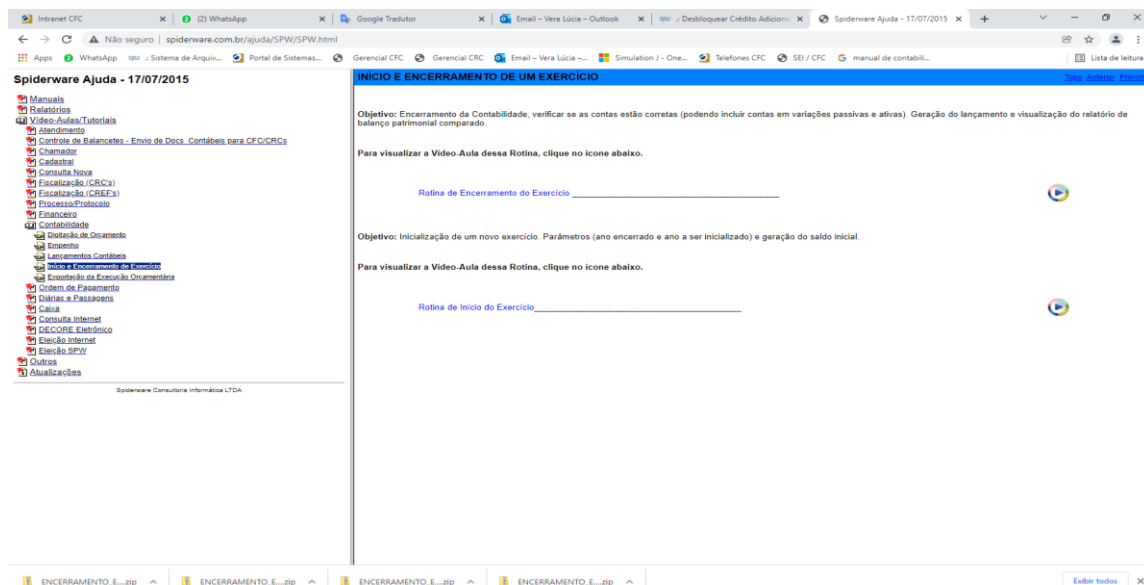 Intranet CFC
(2) WhatsApp
Google Tradutor
Email – Vera Lúcia – Outlook
Desbloquear Crédito Adiciona
Spiderware Ajuda - 17/07/2015
Não seguro | spiderware.com.br/ajuda/SPW/SPW.html
Apps
WhatsApp
Sistema de Arquiv...
Portal de Sistemas...
Gerencial CFC
Gerencial CRC
Email – Vera Lúcia –...
Simulation J - One...
Telefones CFC
SEI / CFC
manual de contabili...
Lista de leitura
Spiderware Ajuda - 17/07/2015
Manuais
Relatórios
Vídeo-Aulas/Tutoriais
Atendimento
Controle de Balancetes - Envio de Docs Contábeis para CFC/CRCs
Chamador
Cadastral
Consulta Nova
Fiscalização (CRC's)
Fiscalização (CREF's)
Processo/Protocolo
Financeiro
Contabilidade
Digitação de Orçamento
Empenho
Lançamentos Contábeis
Início e Encerramento de Exercício
Exportação da Execução Orçamentária
Ordem de Pagamento
Diárias e Passagens
Caixa
Consulta Internet
DECORE Eletrônico
Eleição Internet
Eleição SPW
Outros
Atualizações
Spiderware Consultoria Informática LTDA
INÍCIO E ENCERRAMENTO DE UM EXERCÍCIO
Topo Anterior Próxim
Objetivo: Encerramento da Contabilidade, verificar se as contas estão corretas (podendo incluir contas em variações passivas e ativas). Geração do lançamento e visualização do relatório de
balanço patrimonial comparado.
Para visualizar a Vídeo-Aula dessa Rotina, clique no ícone abaixo.
Rotina de Encerramento do Exercício
Objetivo: Inicialização de um novo exercício. Parâmetros (ano encerrado e ano a ser inicializado) e geração do saldo inicial.
Para visualizar a Vídeo-Aula dessa Rotina, clique no ícone abaixo.
Rotina de Início do Exercício
ENCERRAMENTO_E....zip
ENCERRAMENTO_E....zip
ENCERRAMENTO_E....zip
ENCERRAMENTO_E....zip
Exibir todos